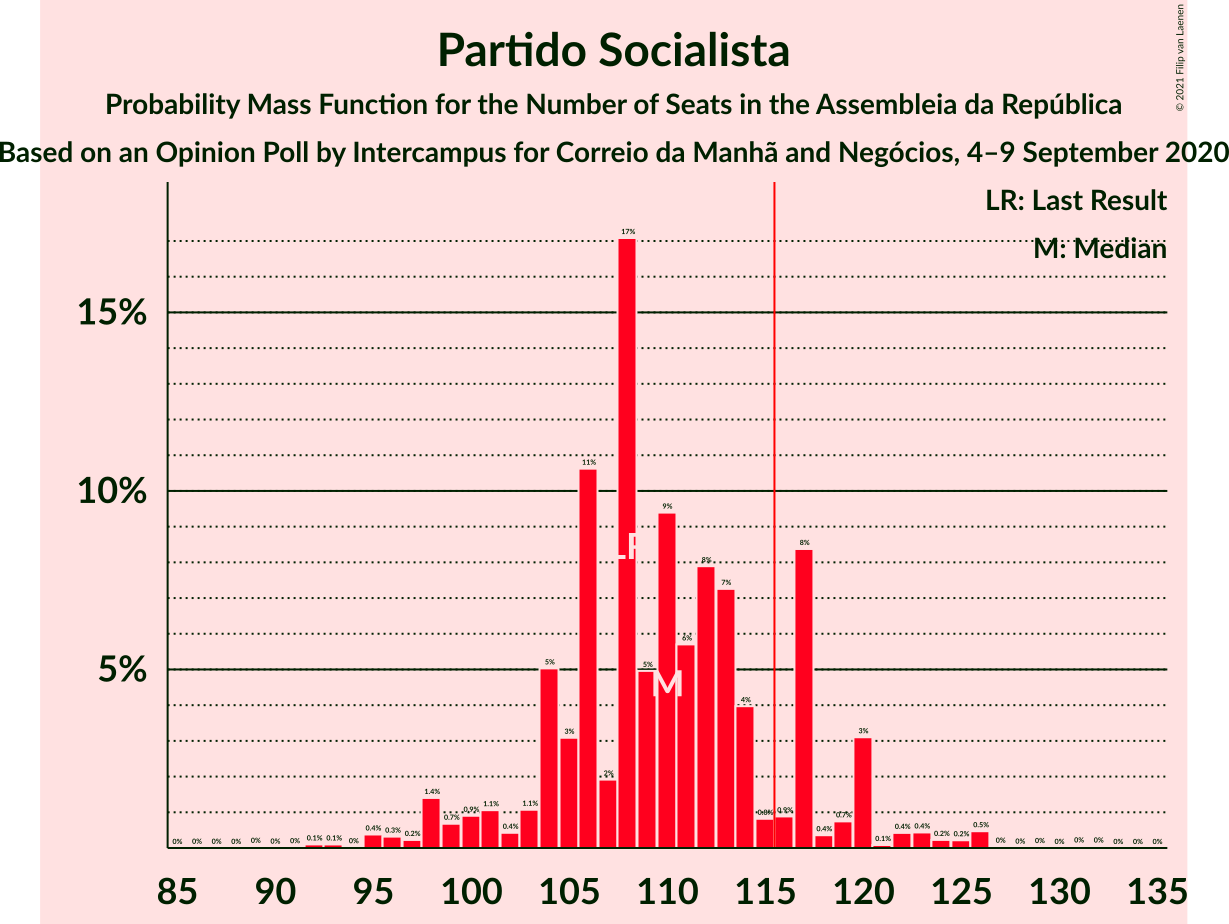 Partido Socialista
Probability Mass Function for the Number of Seats in the Assembleia da República
Based on an Opinion Poll by Intercampus for Correio da Manhã and Negócios, 4–9 September 2020
© 2021 Filip van Laenen
LR: Last Result
M: Median
15%
10%
5%
0% 0% 0% 0% 0% 0% 0% 0.1% 0.1% 0% 0.4% 0.3% 0.2% 1.4% 0.7% 0.9% 1.1% 0.4% 1.1% 5% 3% 11% 2% 17% 5% 9% 6% 8% 7% 4% 0.8% 0.9% 8% 0.4% 0.7% 3% 0.1% 0.4% 0.4% 0.2% 0.2% 0.5% 0% 0% 0% 0% 0% 0% 0% 0% 0%
LR
M
85 90 95 100 105 110 115 120 125 130 135